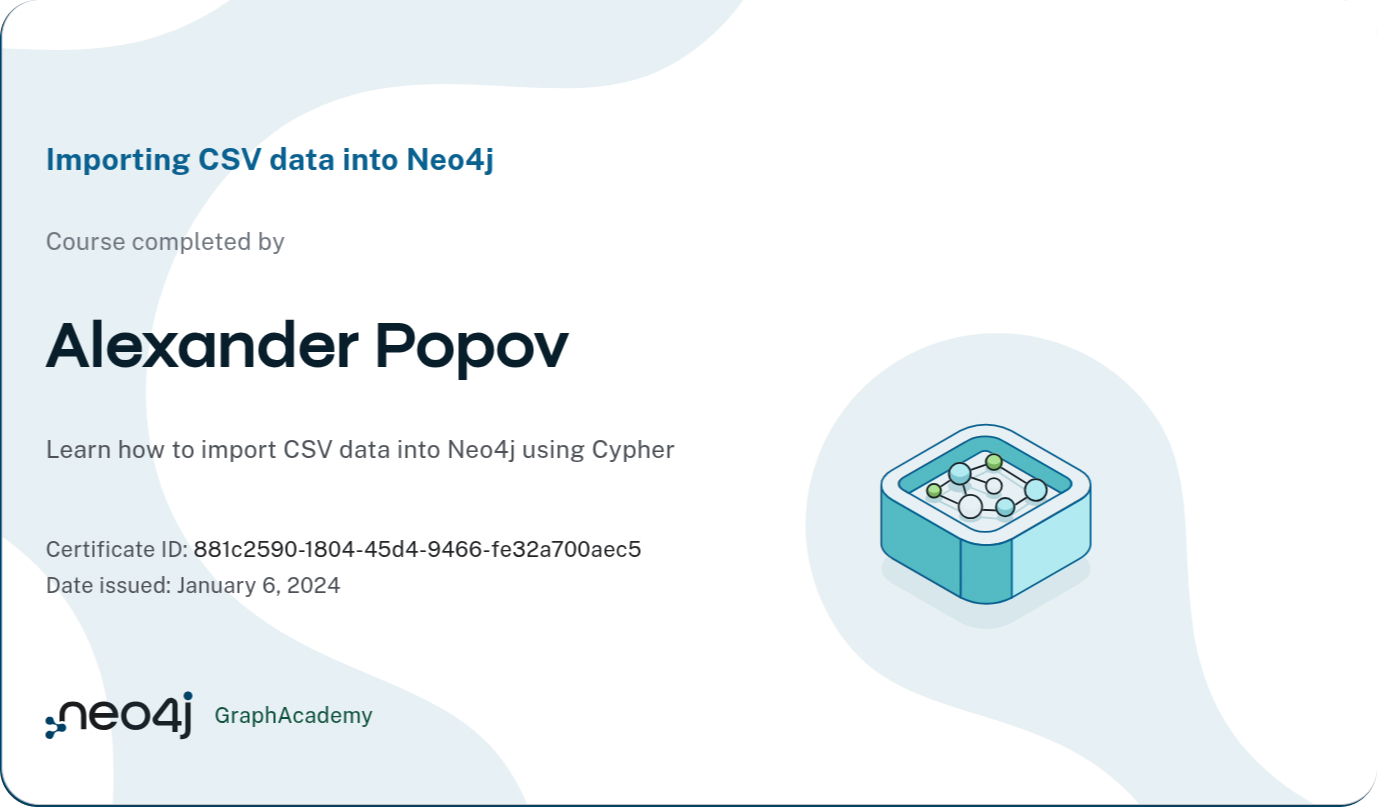 Importing CSV data into Neo4j
Course completed by
Alexander Popov
Learn how to import CSV data into Neo4j using Cypher
Certificate ID: 881c2590-1804-45d4-9466-fe32a700aec5
Date issued: January 6, 2024
neo4j GraphAcademy